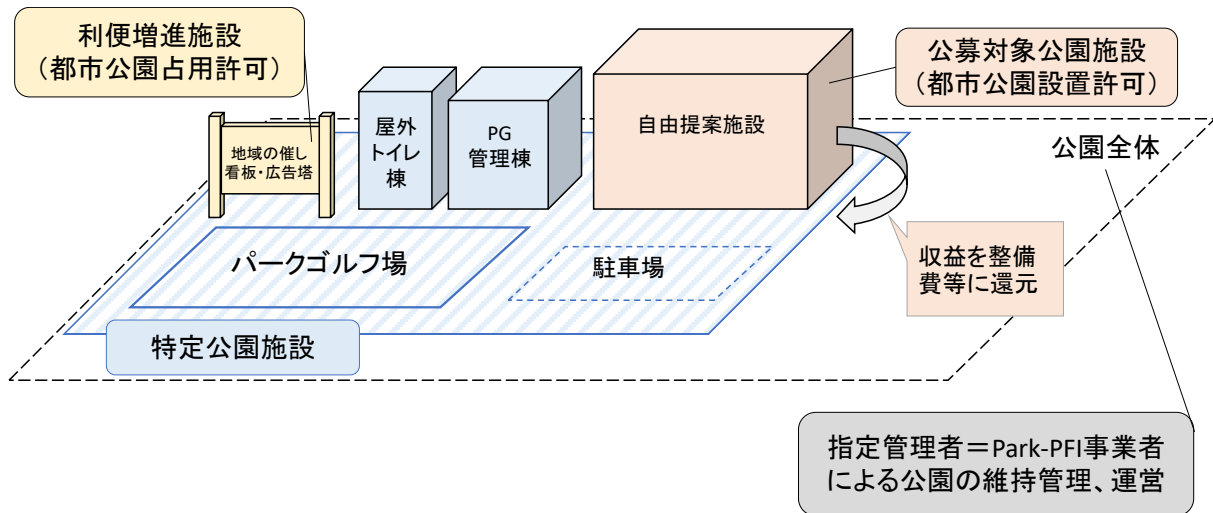 利便増進施設
（都市公園占用許可）
公募対象公園施設
（都市公園設置許可）
地域の催し
看板・広告塔
屋外
トイレ
棟
PG
管理棟
自由提案施設
公園全体
パークゴルフ場
駐車場
収益を整備
費等に還元
特定公園施設
指定管理者＝Park-PFI事業者
による公園の維持管理、運営